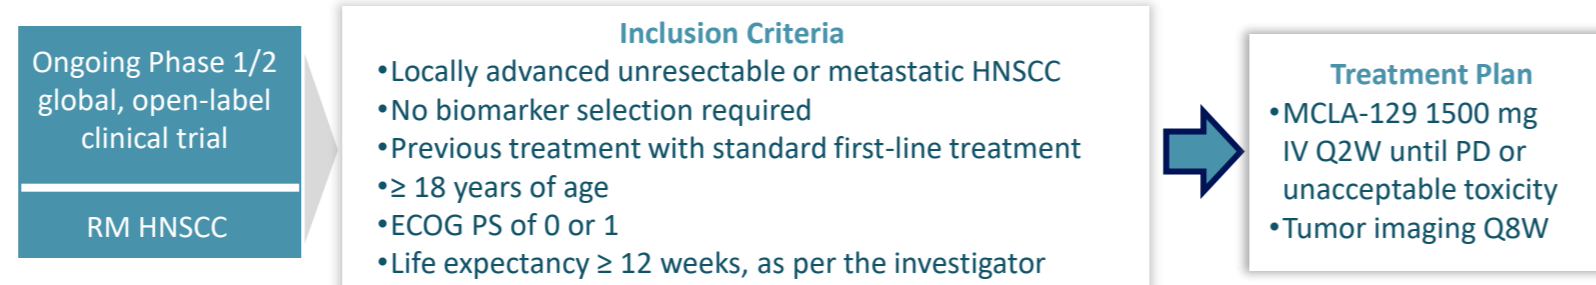 Ongoing Phase 1/2
global, open-label
clinical trial
RM HNSCC
Inclusion Criteria
•Locally advanced unresectable or metastatic HNSCC
•No biomarker selection required
•Previous treatment with standard first-line treatment
•≥ 18 years of age
•ECOG PS of 0 or 1
•Life expectancy ≥ 12 weeks, as per the investigator
Treatment Plan
•MCLA-129 1500 mg
IV Q2W until PD or
unacceptable toxicity
•Tumor imaging Q8W